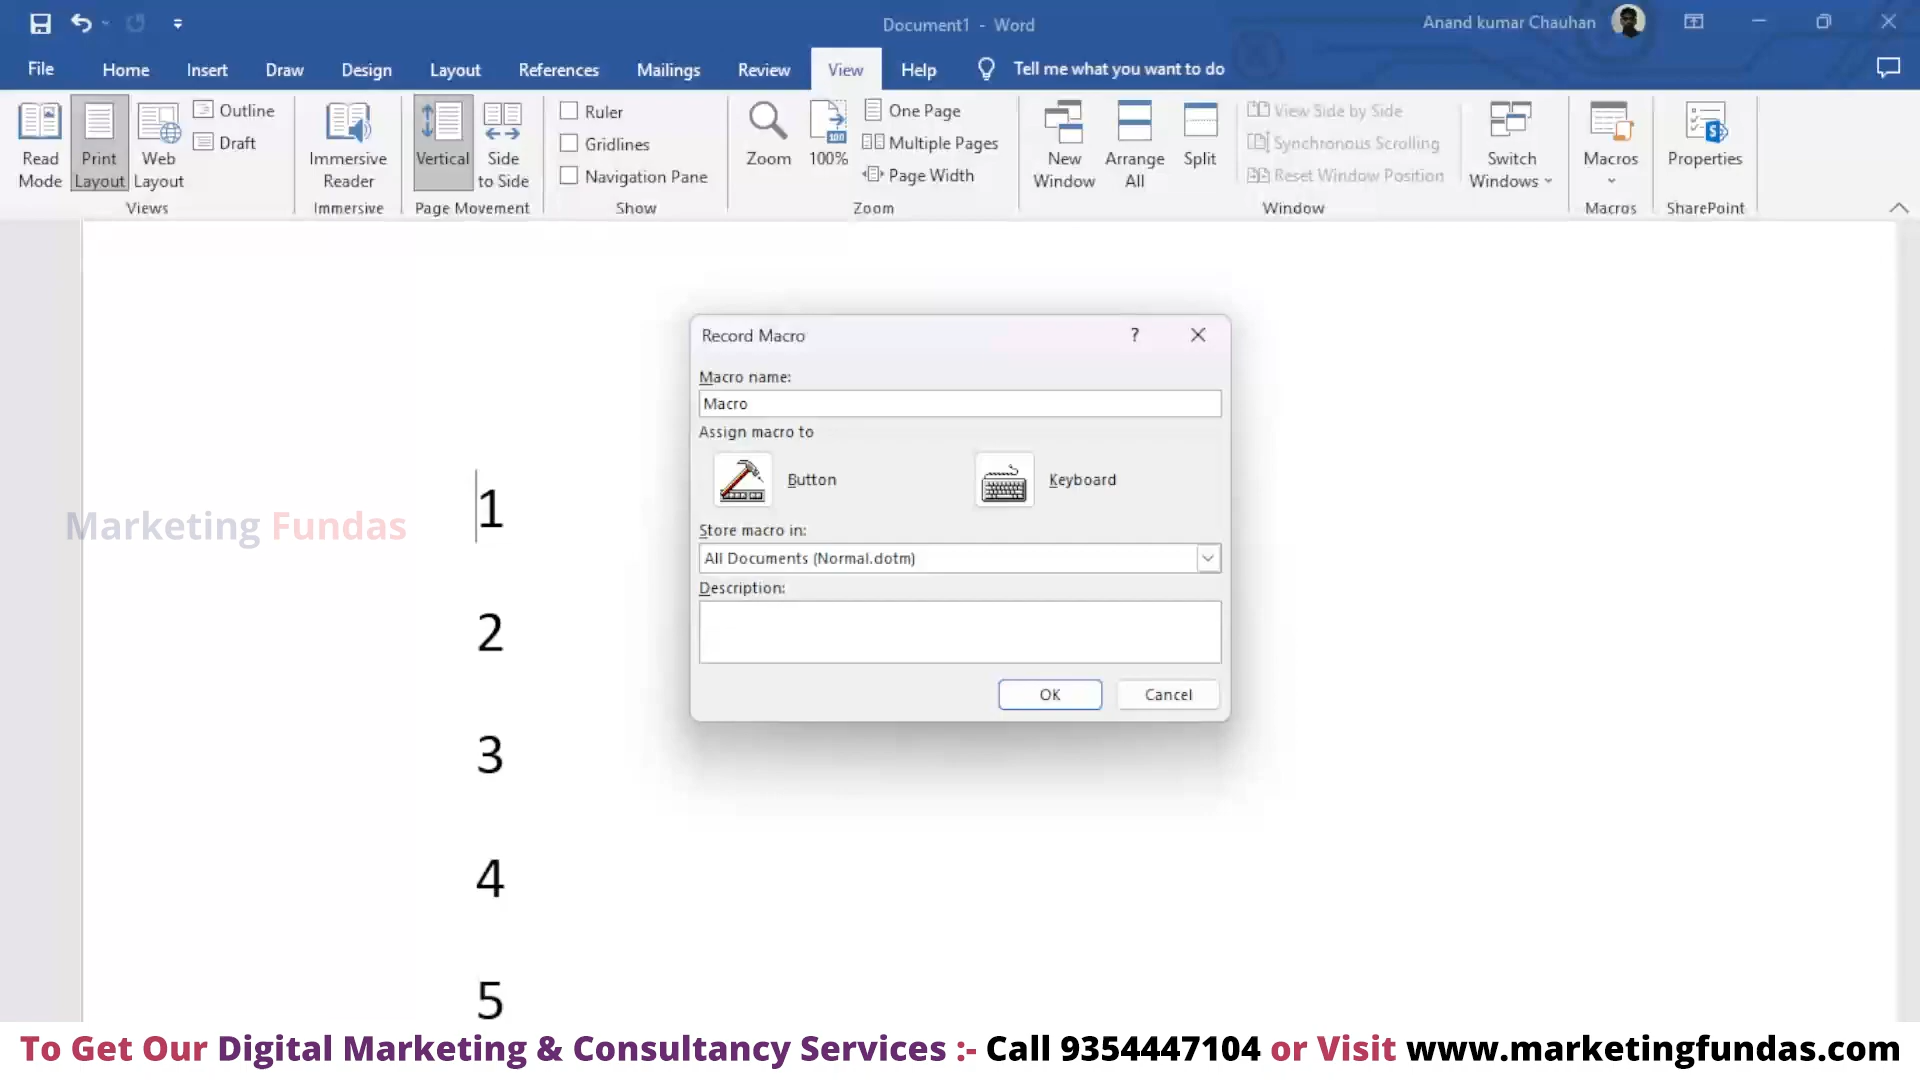 Document1 - Word
Anand kumar Chauhan
File Home Insert Draw Design Layout References Mailings Review View Help Tell me what you want to do
Read Mode
Print Layout
Web Layout
Outline
Draft
Views
Immersive Reader
Immersive
Vertical
Side to Side
Page Movement
Ruler
Gridlines
Navigation Pane
Show
Zoom
100
100%
One Page
Multiple Pages
Page Width
Zoom
New Window
Arrange All
Split
View Side by Side
Synchronous Scrolling
Reset Window Position
Switch Windows
Window
Macros
Macros
Properties
SharePoint
Record Macro
?
Macro name:
Macro
Assign macro to
Button
Keyboard
Store macro in:
All Documents (Normal.dotm)
Description:
OK
Cancel
1
Marketing Fundas
2
3
4
5
To Get Our Digital Marketing & Consultancy Services :- Call 9354447104 or Visit www.marketingfundas.com